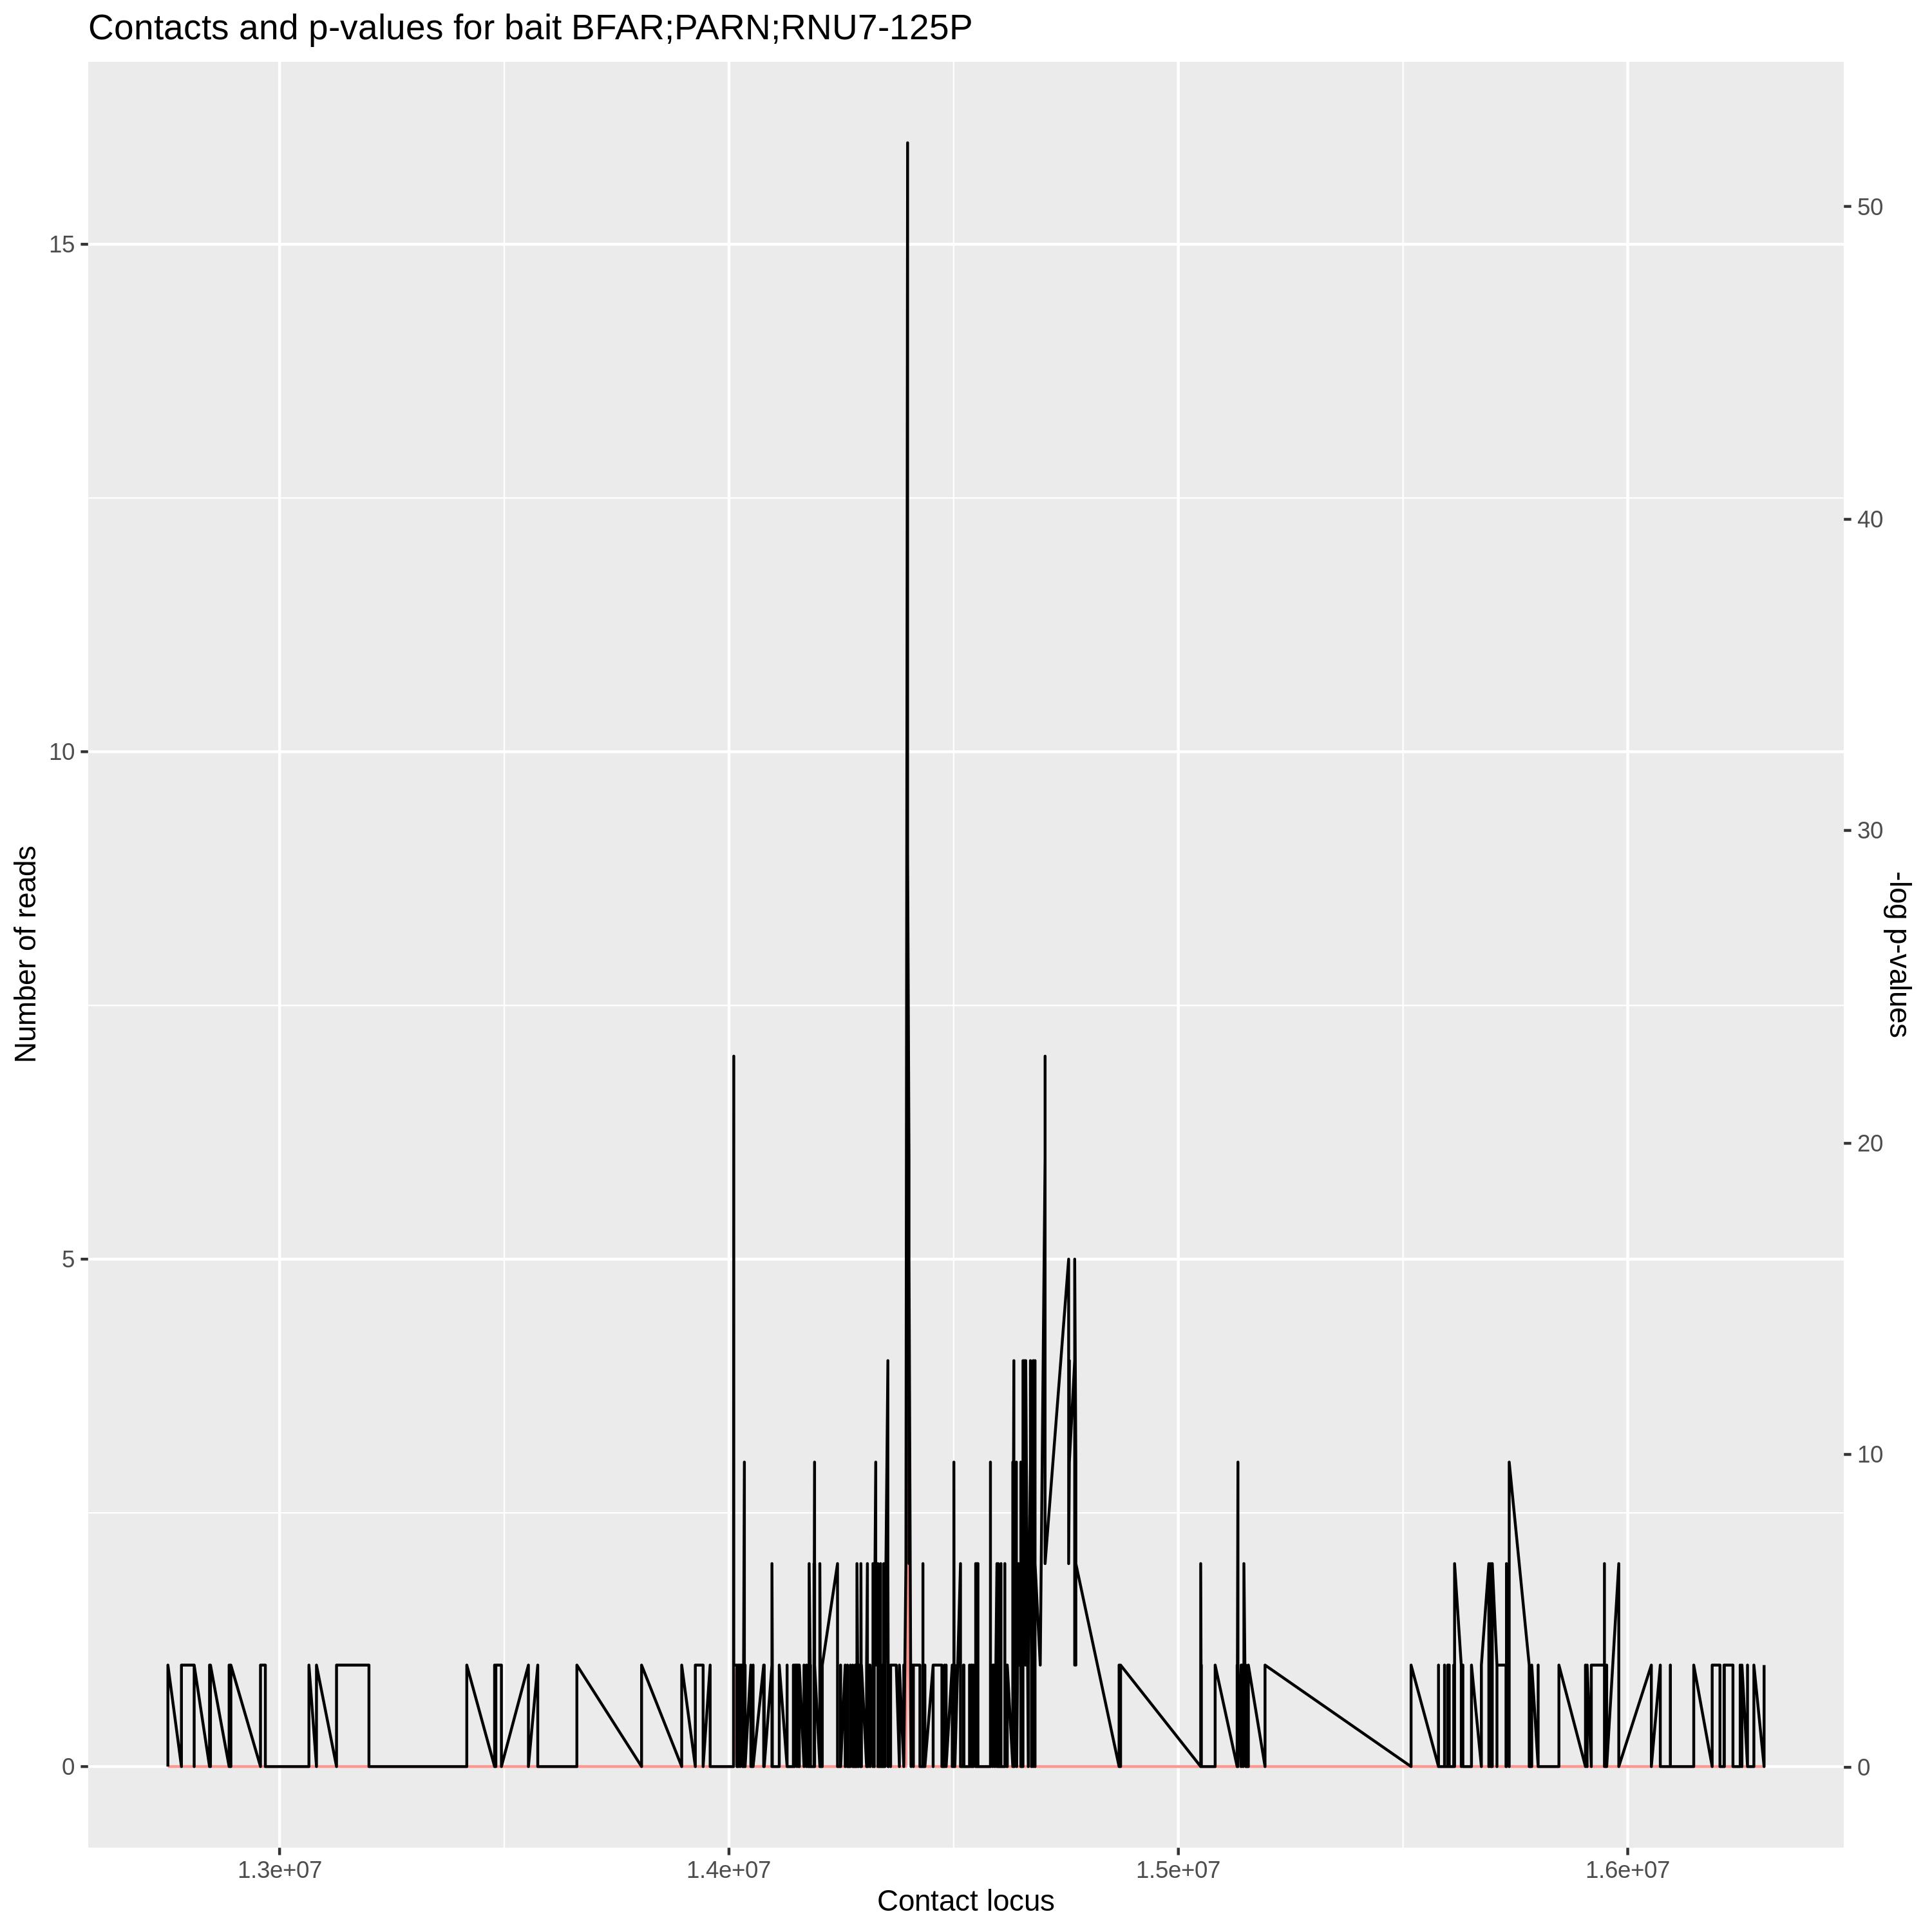 Contacts and p-values for bait BFAR;PARN;RNU7-125P
15
10
5
0
Number of reads
50
40
30
20
10
0
-log p-values
1.3e+07
1.4e+07
1.5e+07
1.6e+07
Contact locus